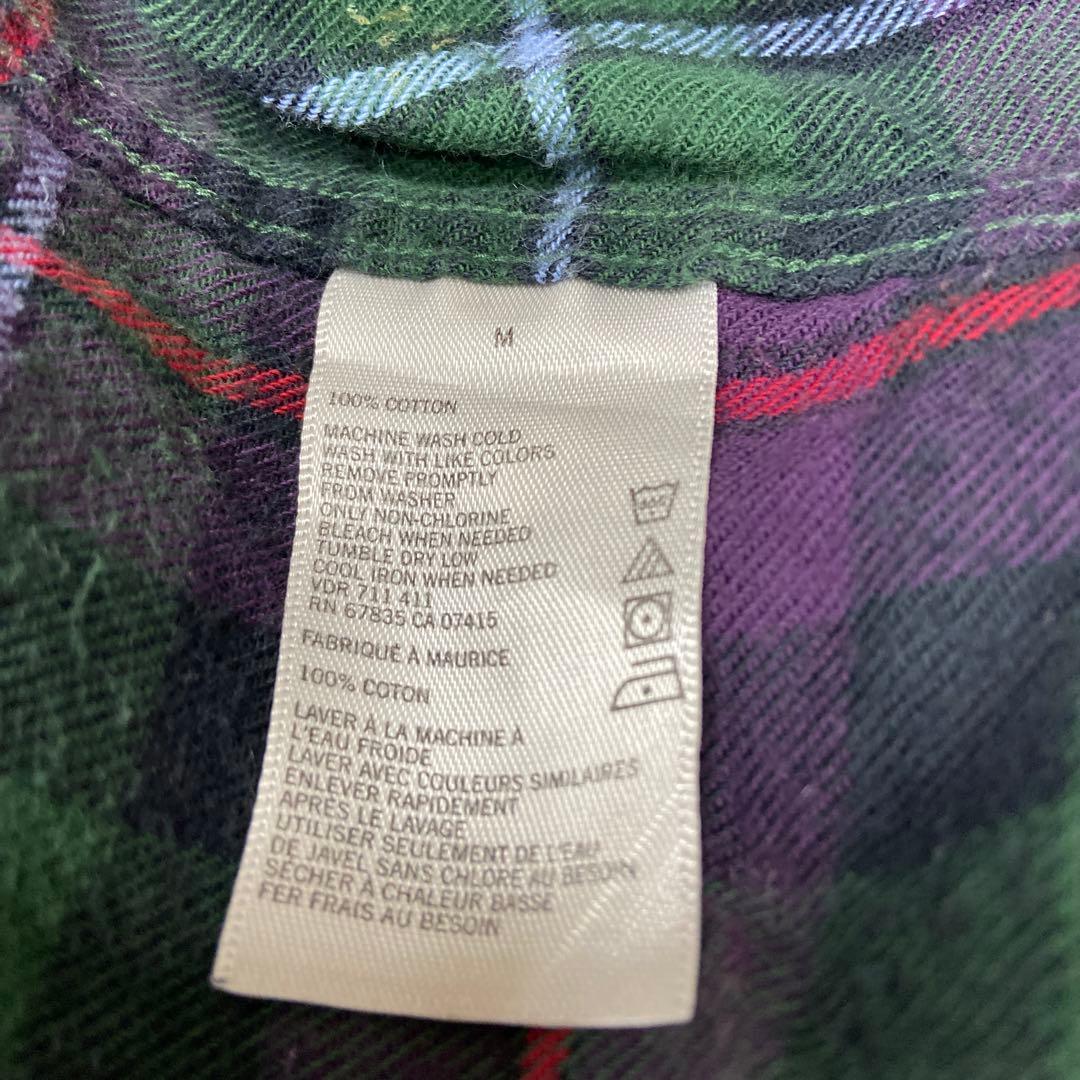 M
100% COTTON
MACHINE WASH COLD
WASH WITH LIKE COLORS
REMOVE PROMPTLY
FROM WASHER
ONLY NON-CHLORINE
BLEACH WHEN NEEDED
TUMBLE DRY LOW
COOL IRON WHEN NEEDED
VDR 711 411
RN 67835 CA 07415
FABRIQUE A MAURICE
100% COTON
LAVER À LA MACHINE À
L'EAU FROIDE
LAVER AVEC COULEURS SIMILAIRES
ENLEVER RAPIDEMENT
APRÈS LE LAVAGE
UTILISER SEULEMENT DE L'EAU
DE JAVEL SANS CHLORE AU BESOIN
SÉCHER A CHALEUR BASSE
FER FRAIS AU BESOIN